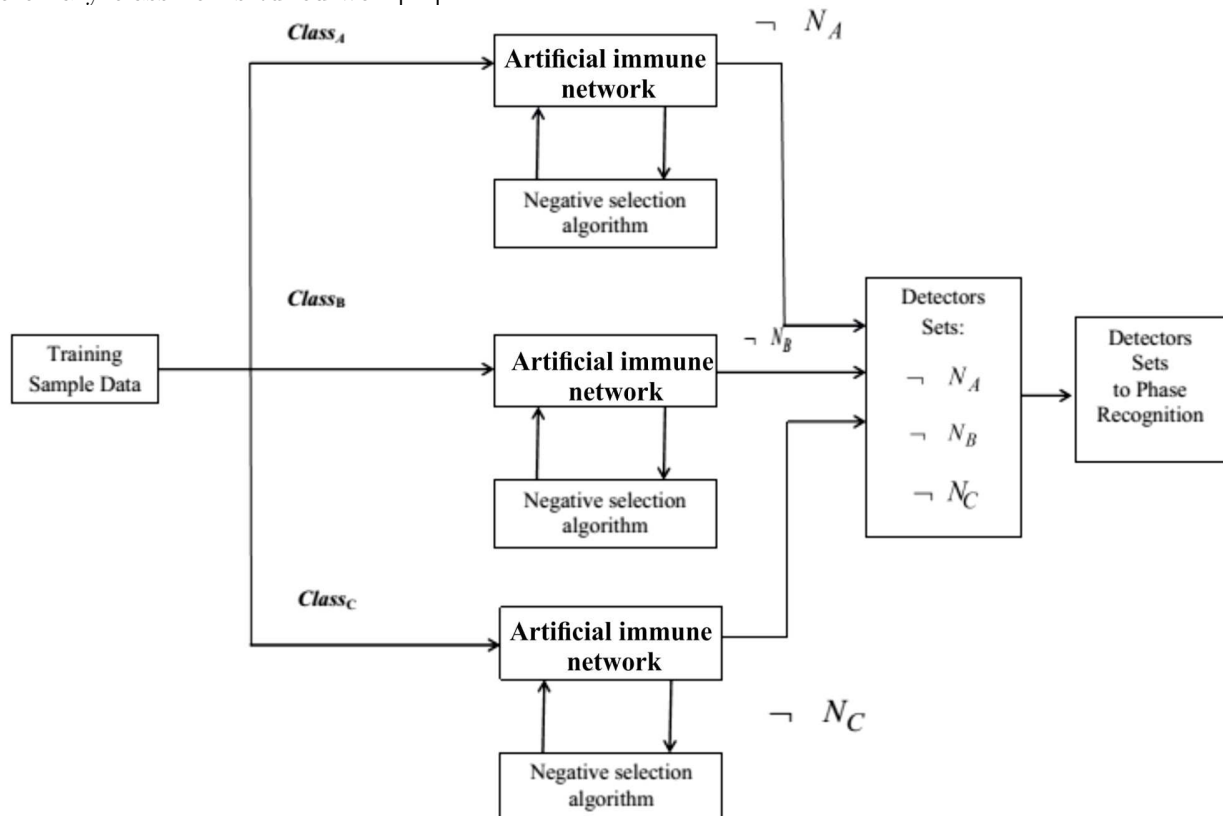 Class_A
¬ N_A
Artificial immune
network
Negative selection
algorithm
Class_B
¬ N_B
Training
Sample Data
Artificial immune
network
Negative selection
algorithm
Detectors
Sets:
¬ N_A
¬ N_B
¬ N_C
Detectors
Sets
to Phase
Recognition
Class_C
Artificial immune
network
¬ N_C
Negative selection
algorithm